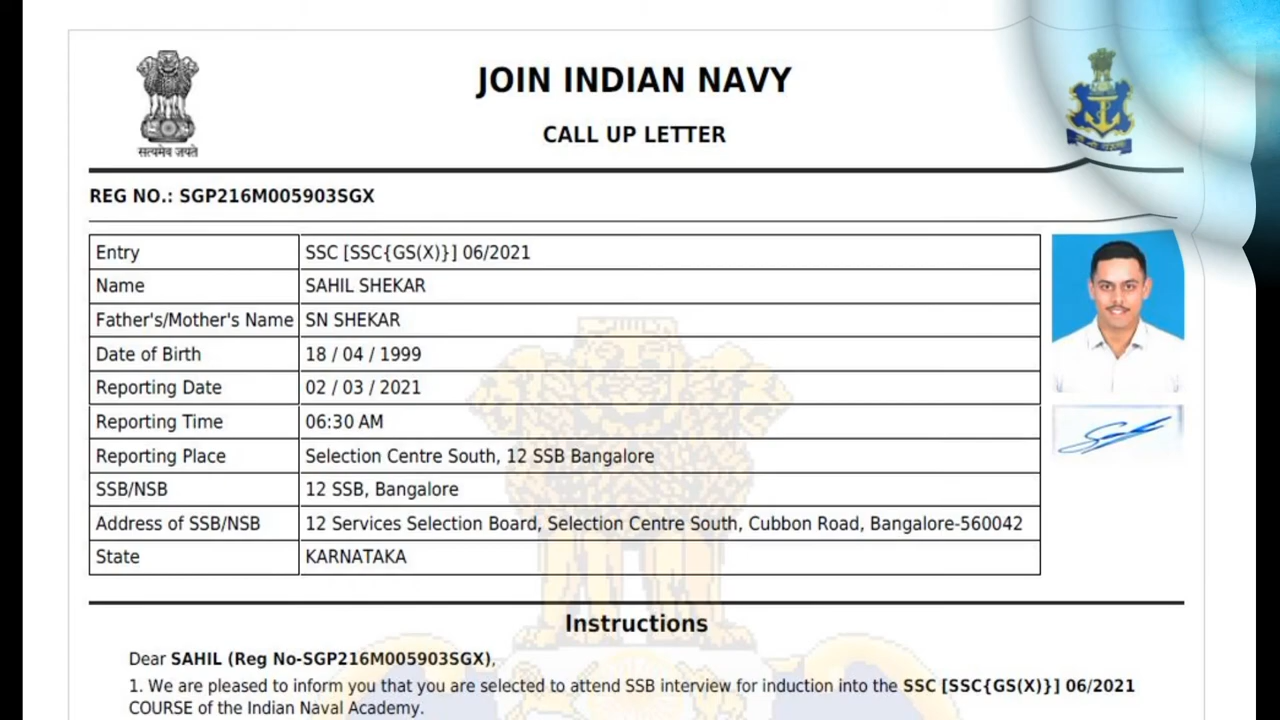 JOIN INDIAN NAVY
CALL UP LETTER
सत्यमेव जयते
REG NO.: SGP216M005903SGX
Entry SSC [SSC{GS(X)}] 06/2021
Name SAHIL SHEKAR
Father's/Mother's Name SN SHEKAR
Date of Birth 18 / 04 / 1999
Reporting Date 02 / 03 / 2021
Reporting Time 06:30 AM
Reporting Place Selection Centre South, 12 SSB Bangalore
SSB/NSB 12 SSB, Bangalore
Address of SSB/NSB 12 Services Selection Board, Selection Centre South, Cubbon Road, Bangalore-560042
State KARNATAKA
Instructions
Dear SAHIL (Reg No-SGP216M005903SGX),
1. We are pleased to inform you that you are selected to attend SSB interview for induction into the SSC [SSC{GS(X)}] 06/2021
COURSE of the Indian Naval Academy.